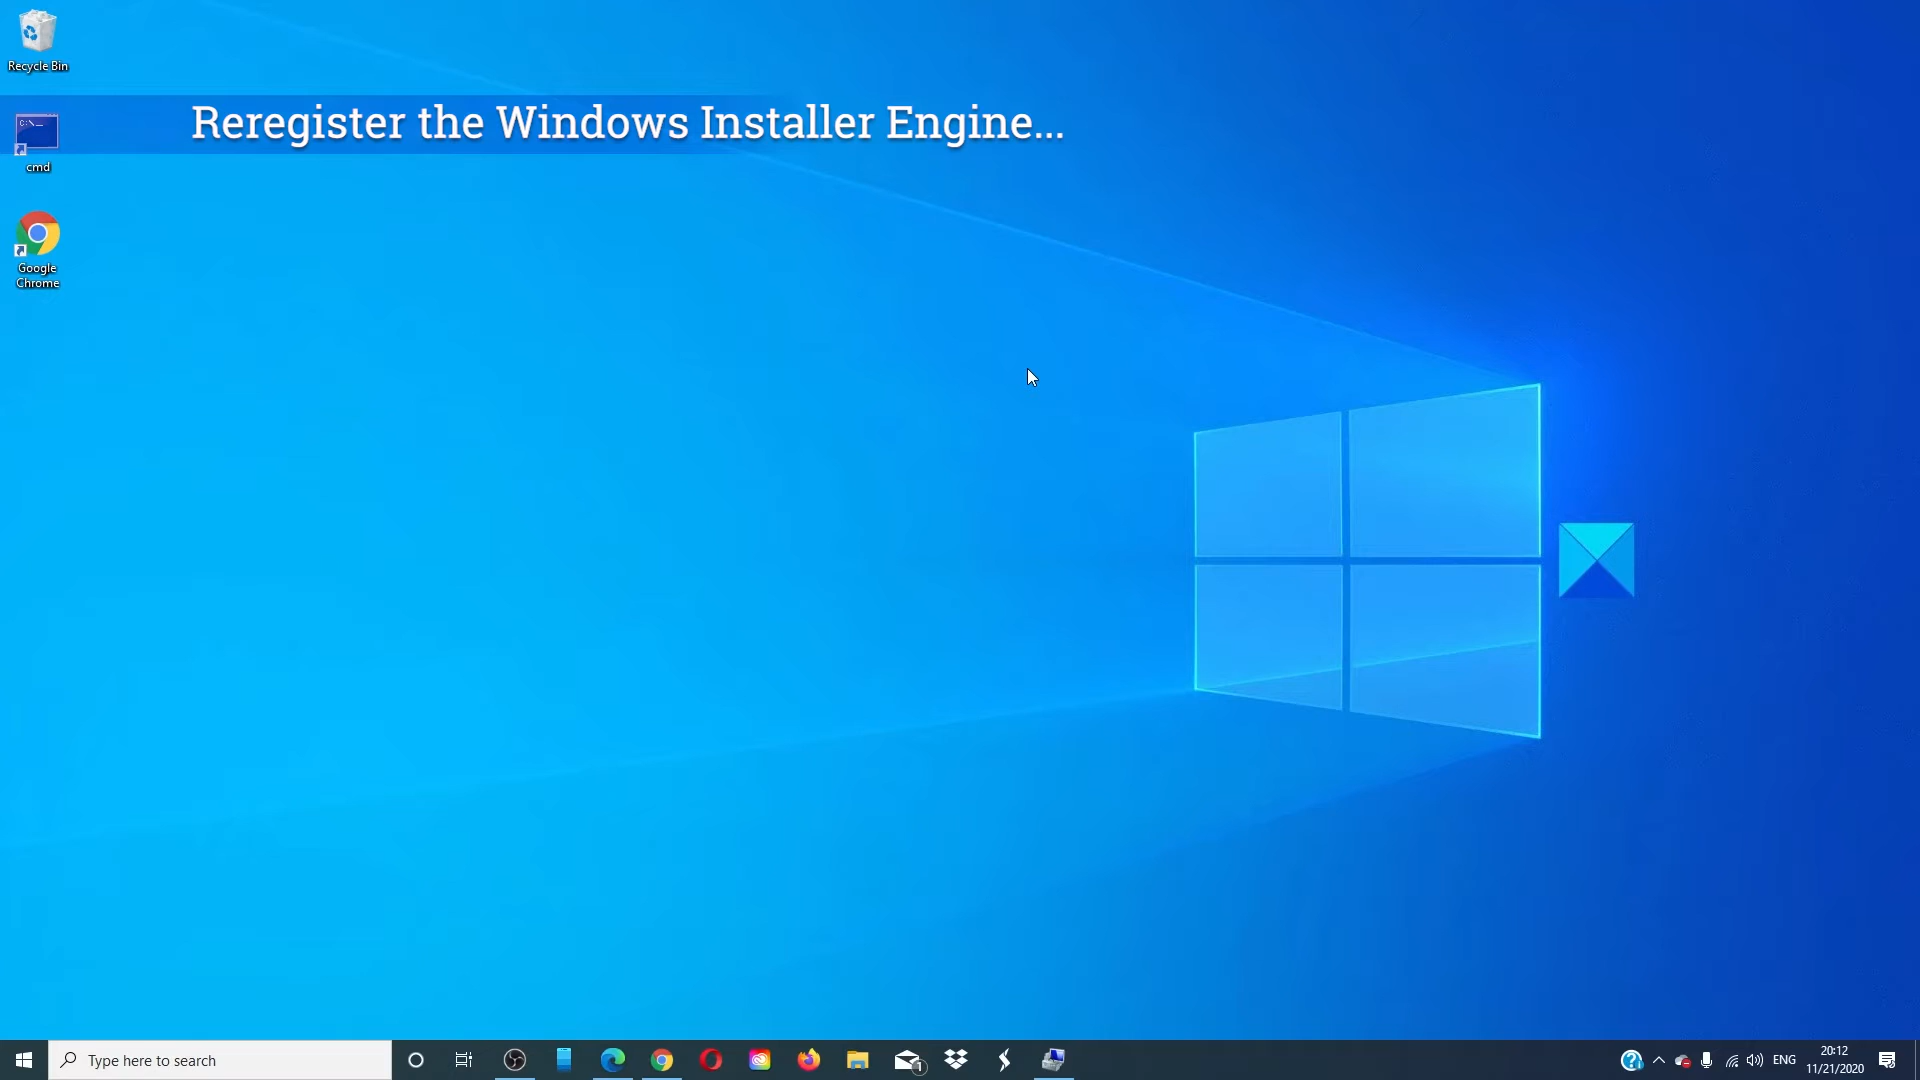 Recycle Bin
Reregister the Windows Installer Engine...
C:\._
cmd
Google
Chrome
Type here to search
1
ENG
20:12
11/21/2020